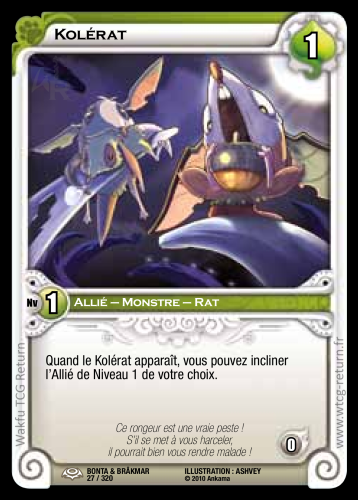 Kolérat
1
Nv 1 Allié – Monstre – Rat
Quand le Kolérat apparaît, vous pouvez incliner
l'Allié de Niveau 1 de votre choix.
Ce rongeur est une vraie peste !
S'il se met à vous harceler,
il pourrait bien vous rendre malade !
0
BONTA & BRÂKMAR
27 / 320
ILLUSTRATION : ASHVEY
© 2010 Ankama
Wakfu TCG Return
www.wtcg-return.fr